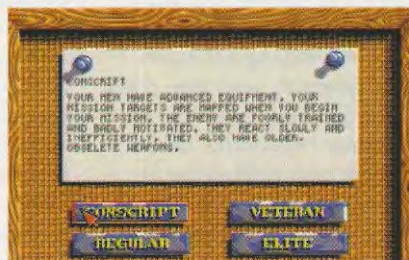 CONSCRIPT
YOUR MEN HAVE ADVANCED EQUIPMENT, YOUR
MISSION TARGETS ARE MAPPED WHEN YOU BEGIN
YOUR MISSION, THE ENEMY ARE POORLY TRAINED
AND BADLY MOTIVATED, THEY REACT SLOWLY AND
INEFFICIENTLY, THEY ALSO HAVE OLDER,
OBSELETE WEAPONS,
CONSCRIPT VETERAN
REGULAR ELITE